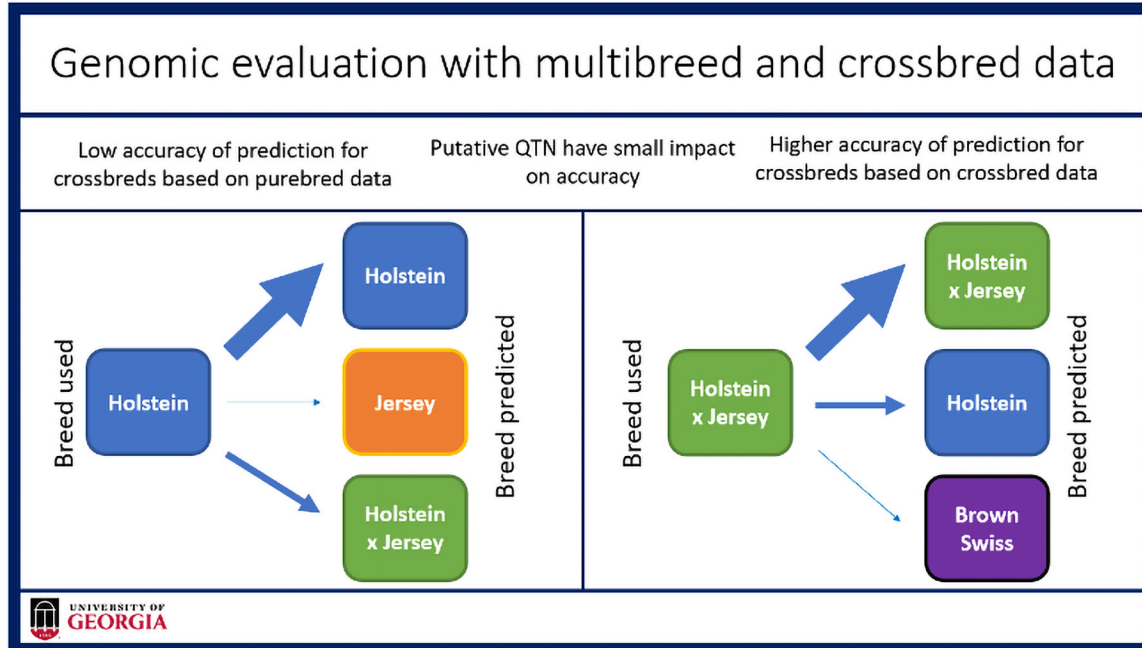 Genomic evaluation with multibreed and crossbred data
Low accuracy of prediction for
crossbreds based on purebred data
Putative QTN have small impact
on accuracy
Higher accuracy of prediction for
crossbreds based on crossbred data
Breed used
Holstein
Holstein
Jersey
Holstein
x Jersey
Breed predicted
Breed used
Holstein
x Jersey
Holstein
x Jersey
Holstein
Brown
Swiss
Breed predicted
UNIVERSITY OF
GEORGIA